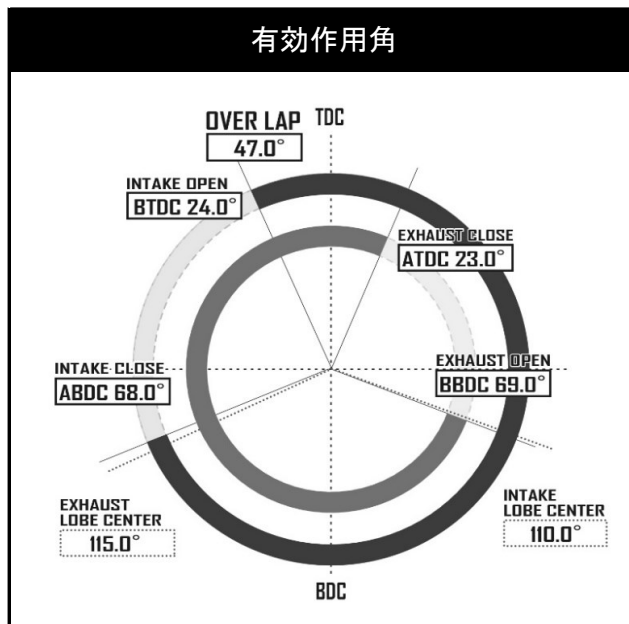 有効作用角
OVER LAP
47.0°
TDC
INTAKE OPEN
BTDC 24.0°
EXHAUST CLOSE
ATDC 23.0°
INTAKE CLOSE
ABDC 68.0°
EXHAUST OPEN
BBDC 69.0°
EXHAUST
LOBE CENTER
115.0°
INTAKE
LOBE CENTER
110.0°
BDC